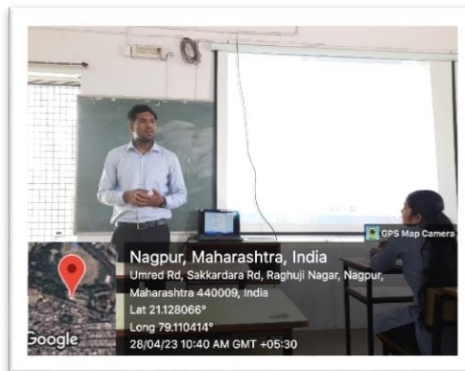 GPS Map Camera
Nagpur, Maharashtra, India
Umred Rd, Sakkardara Rd, Raghuji Nagar, Nagpur,
Maharashtra 440009, India
Lat 21.128066°
Long 79.110414°
28/04/23 10:40 AM GMT +05:30
Google